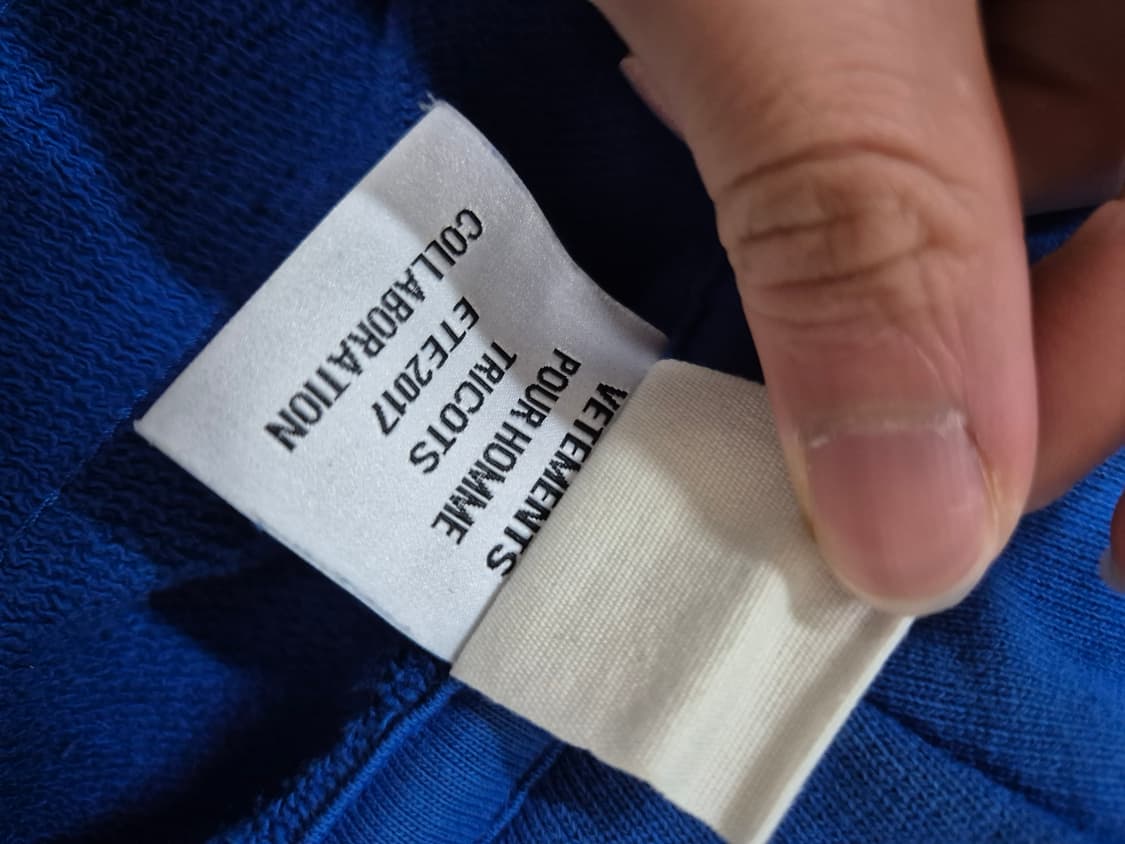 VETEMENTS
POUR HOMME
TRICOTS
ETE2017
COLLABORATION